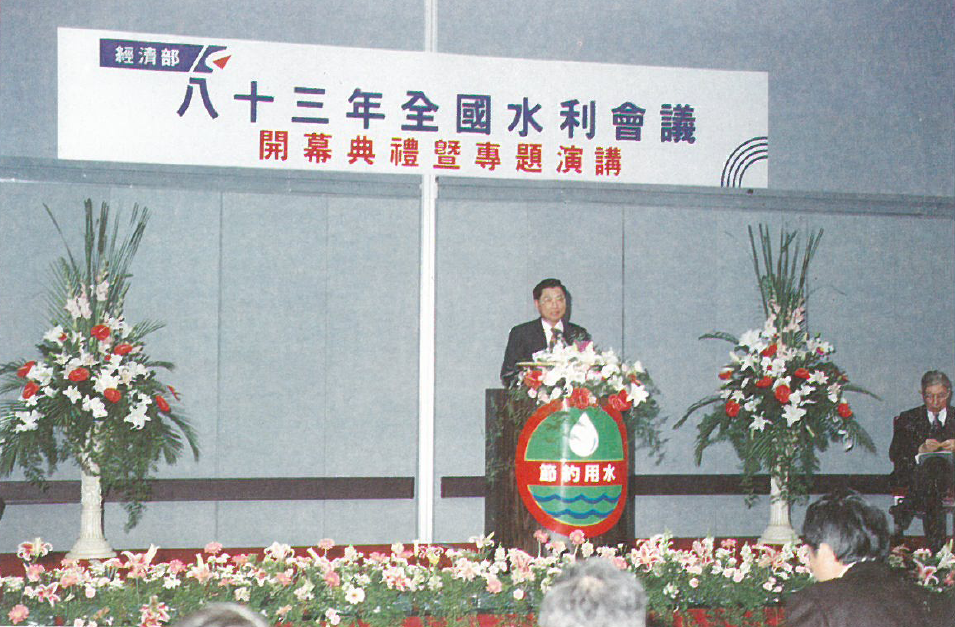 經濟部
八十三年全國水利會議
開幕典禮暨專題演講
節約用水